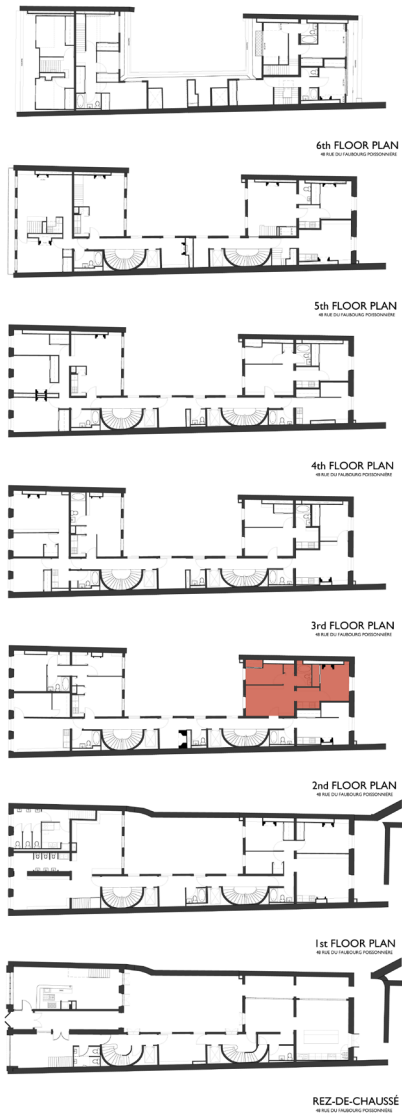 6th FLOOR PLAN
48 RUE DU FAUBOURG POISSONNIÈRE
5th FLOOR PLAN
48 RUE DU FAUBOURG POISSONNIÈRE
4th FLOOR PLAN
48 RUE DU FAUBOURG POISSONNIÈRE
3rd FLOOR PLAN
48 RUE DU FAUBOURG POISSONNIÈRE
2nd FLOOR PLAN
48 RUE DU FAUBOURG POISSONNIÈRE
1st FLOOR PLAN
48 RUE DU FAUBOURG POISSONNIÈRE
REZ-DE-CHAUSSÉ
48 RUE DU FAUBOURG POISSONNIÈRE